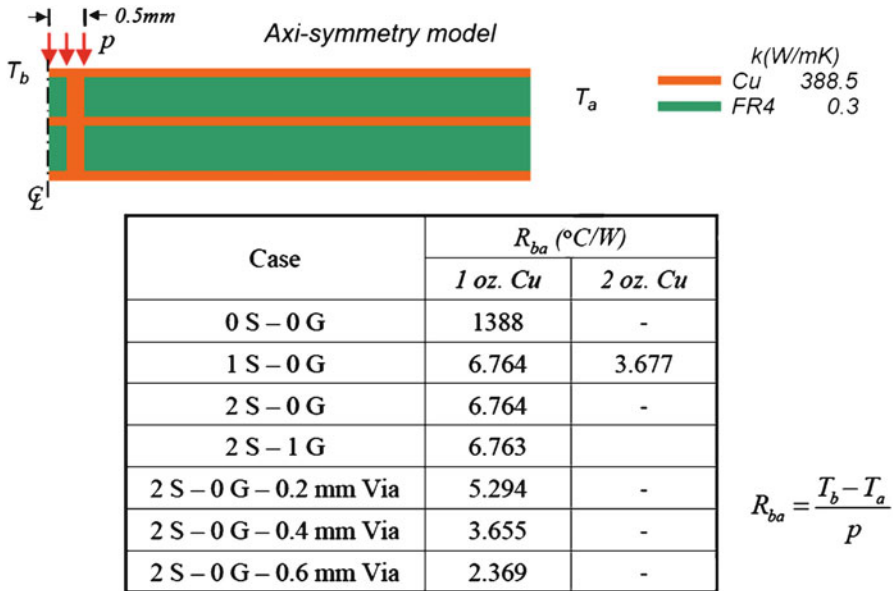 0.5mm
p
Axi-symmetry model
T_b
T_a
k(W/mK)
Cu 388.5
FR4 0.3
℄
Case R_ba (°C/W)
1 oz. Cu 2 oz. Cu
0 S – 0 G 1388 -
1 S – 0 G 6.764 3.677
2 S – 0 G 6.764 -
2 S – 1 G 6.763
2 S – 0 G – 0.2 mm Via 5.294 -
2 S – 0 G – 0.4 mm Via 3.655 -
2 S – 0 G – 0.6 mm Via 2.369 -
R_ba = (T_b – T_a) / p